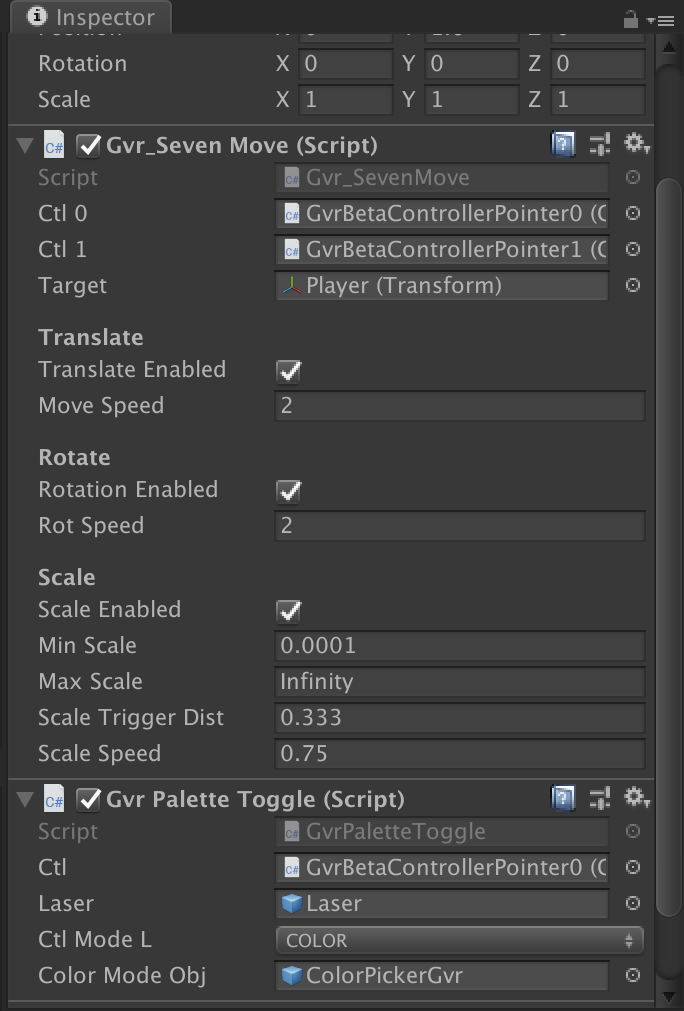 Inspector
Rotation X 0 Y 0 Z 0
Scale X 1 Y 1 Z 1
C# Gvr_Seven Move (Script) ?
Script C# Gvr_SevenMove
Ctl 0 C# GvrBetaControllerPointer0 (C
Ctl 1 C# GvrBetaControllerPointer1 (C
Target Player (Transform)
Translate
Translate Enabled
Move Speed 2
Rotate
Rotation Enabled
Rot Speed 2
Scale
Scale Enabled
Min Scale 0.0001
Max Scale Infinity
Scale Trigger Dist 0.333
Scale Speed 0.75
C# Gvr Palette Toggle (Script) ?
Script C# GvrPaletteToggle
Ctl C# GvrBetaControllerPointer0 (C
Laser Laser
Ctl Mode L COLOR
Color Mode Obj ColorPickerGvr